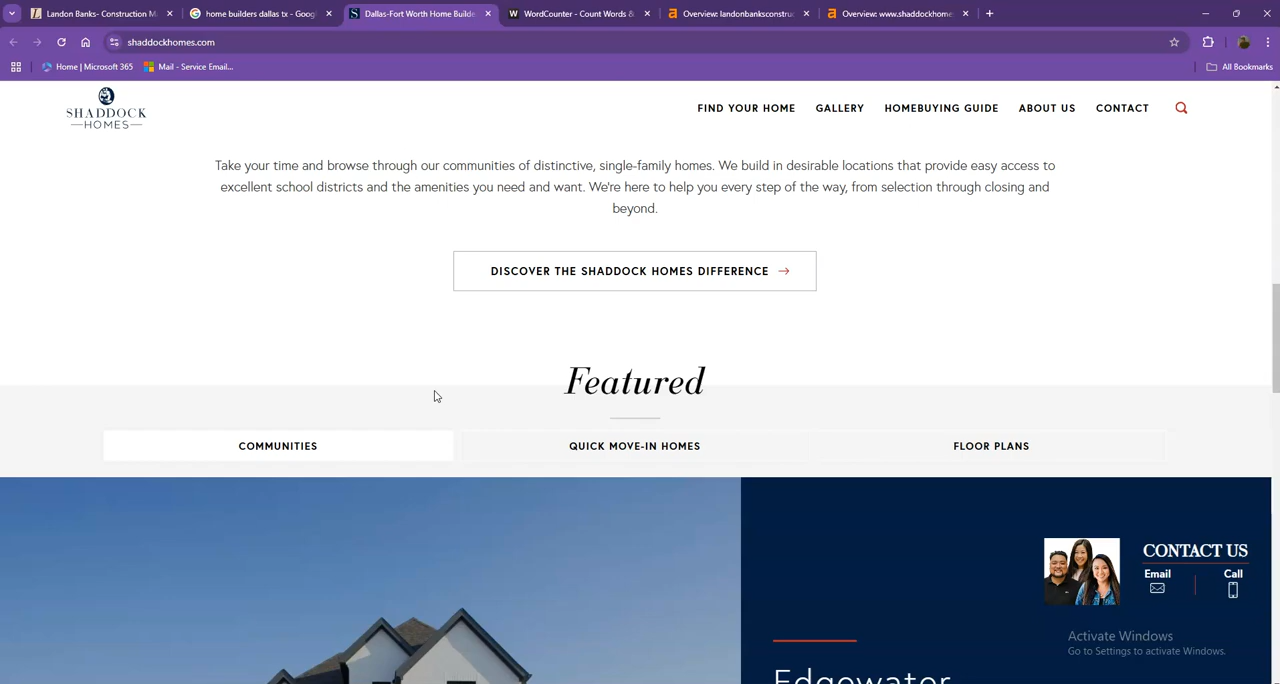 Landon Banks- Construction M
home builders dallas tx - Goog
Dallas-Fort Worth Home Builde
WordCounter - Count Words &
Overview: landonbanksconstruc
Overview: www.shaddockhome
shaddockhomes.com
Home | Microsoft 365
Mail - Service Email...
All Bookmarks
SHADDOCK
HOMES
FIND YOUR HOME
GALLERY
HOMEBUYING GUIDE
ABOUT US
CONTACT
Take your time and browse through our communities of distinctive, single-family homes. We build in desirable locations that provide easy access to
excellent school districts and the amenities you need and want. We're here to help you every step of the way, from selection through closing and
beyond.
DISCOVER THE SHADDOCK HOMES DIFFERENCE
Featured
COMMUNITIES
QUICK MOVE-IN HOMES
FLOOR PLANS
CONTACT US
Email
Call
Activate Windows
Go to Settings to activate Windows.
Edgewater